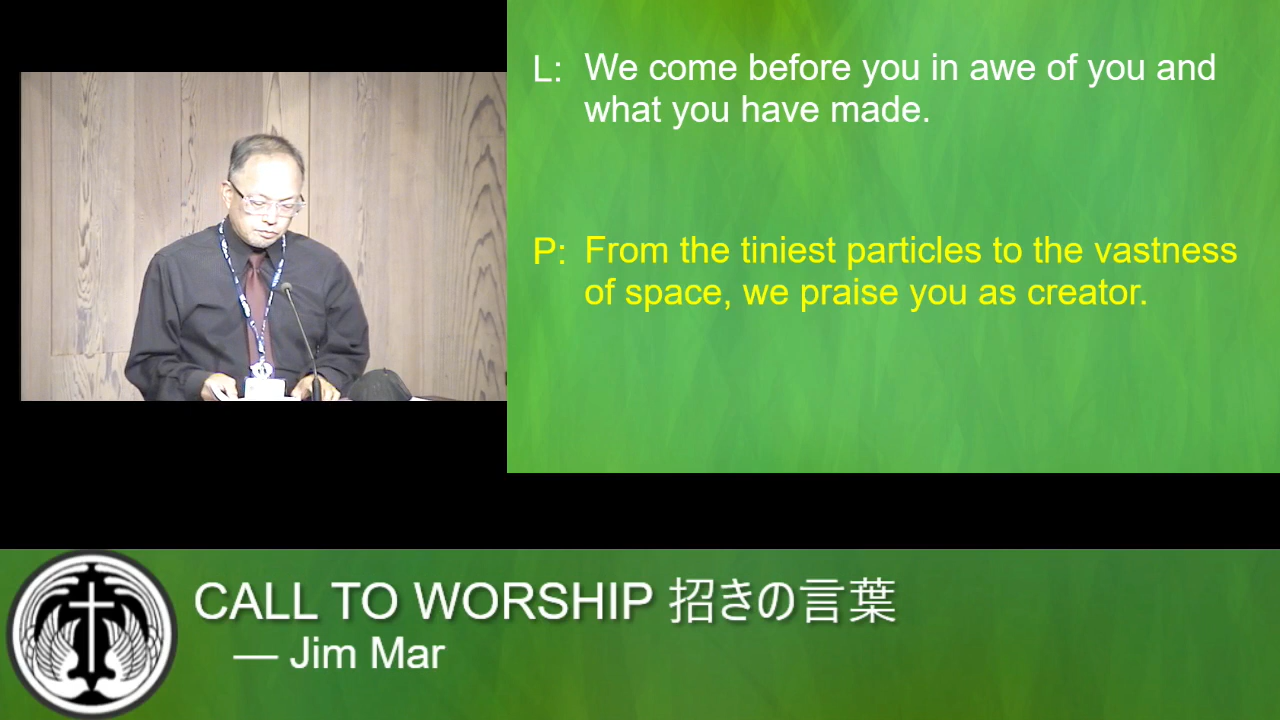 L: We come before you in awe of you and
what you have made.
P: From the tiniest particles to the vastness
of space, we praise you as creator.
CALL TO WORSHIP 招きの言葉
— Jim Mar